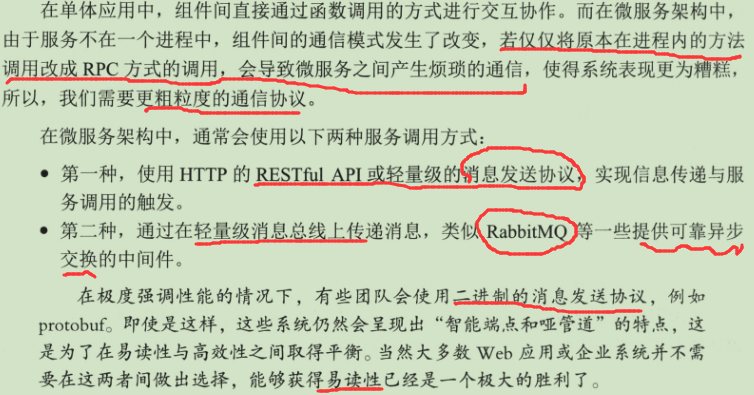 在单体应用中，组件间直接通过函数调用的方式进行交互协作。而在微服务架构中，
由于服务不在一个进程中，组件间的通信模式发生了改变，若仅仅将原本在进程内的方法
调用改成 RPC 方式的调用，会导致微服务之间产生烦琐的通信，使得系统表现更为糟糕，
所以，我们需要更粗粒度的通信协议。
在微服务架构中，通常会使用以下两种服务调用方式：
● 第一种，使用 HTTP 的 RESTful API 或轻量级的消息发送协议，实现信息传递与服
务调用的触发。
● 第二种，通过在轻量级消息总线上传递消息，类似 RabbitMQ 等一些提供可靠异步
交换的中间件。
在极度强调性能的情况下，有些团队会使用二进制的消息发送协议，例如
protobuf。即使是这样，这些系统仍然会呈现出“智能端点和哑管道”的特点，这
是为了在易读性与高效性之间取得平衡。当然大多数 Web 应用或企业系统并不需
要在这两者间做出选择，能够获得易读性已经是一个极大的胜利了。